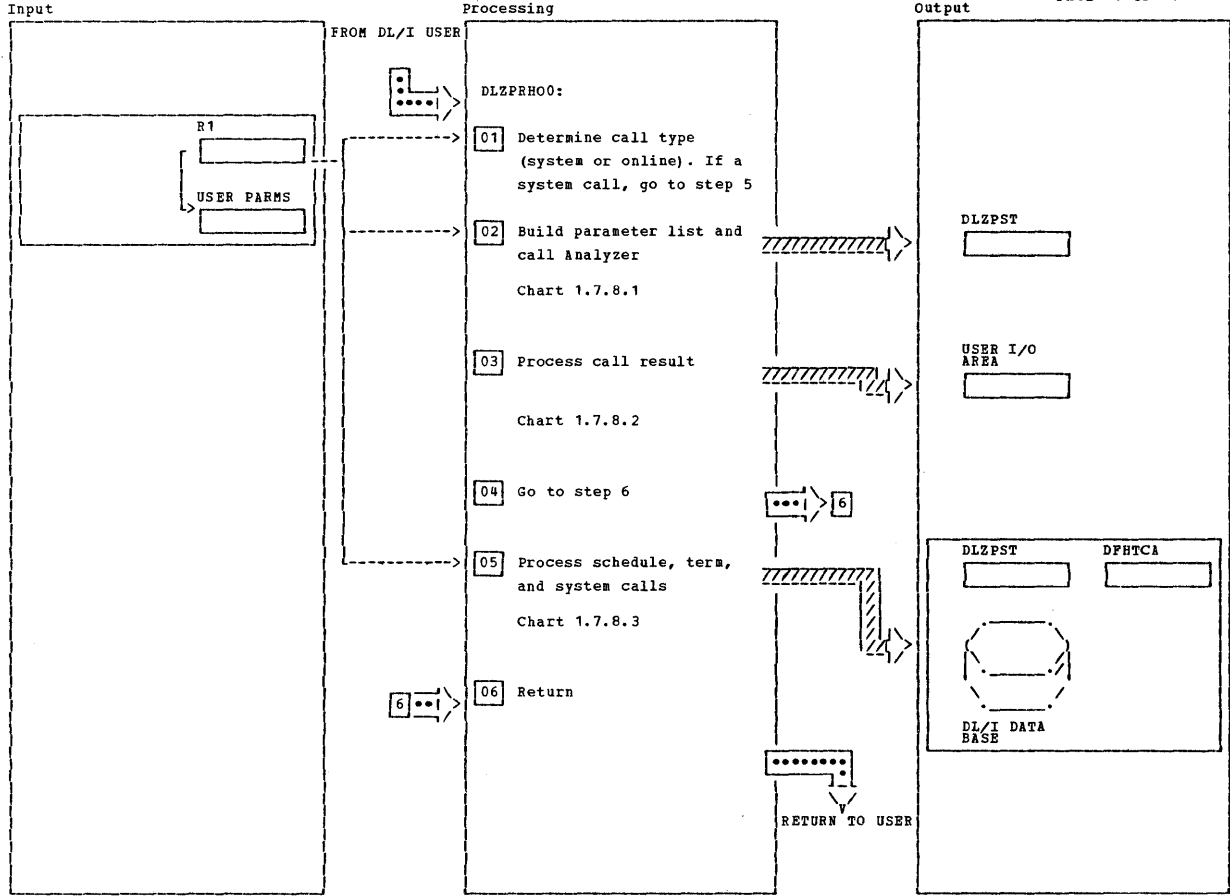 Input
Processing
Output
FROM DL/I USER
DLZPRHO0:
R1
USER PARMS
01 Determine call type
(system or online). If a
system call, go to step 5
02 Build parameter list and
call Analyzer
Chart 1.7.8.1
DLZPST
03 Process call result
Chart 1.7.8.2
USER I/O
AREA
04 Go to step 6
6
05 Process schedule, term,
and system calls
Chart 1.7.8.3
DLZPST
DFHTCA
DL/I DATA
BASE
6
06 Return
RETURN TO USER